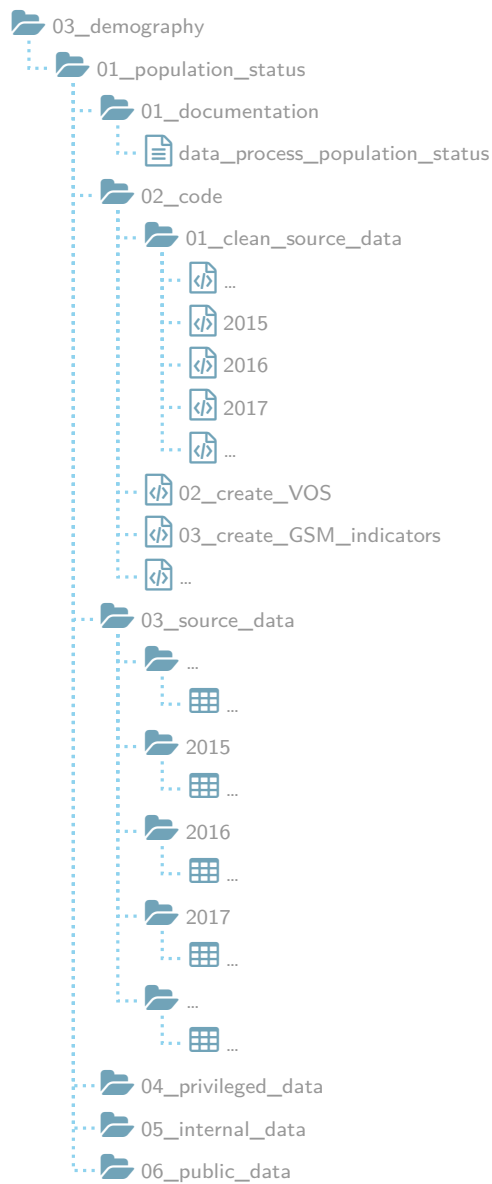 03_demography
01_population_status
01_documentation
data_process_population_status
02_code
01_clean_source_data
...
2015
2016
2017
...
02_create_VOS
03_create_GSM_indicators
...
03_source_data
...
...
2015
...
2016
...
2017
...
...
...
04_privileged_data
05_internal_data
06_public_data